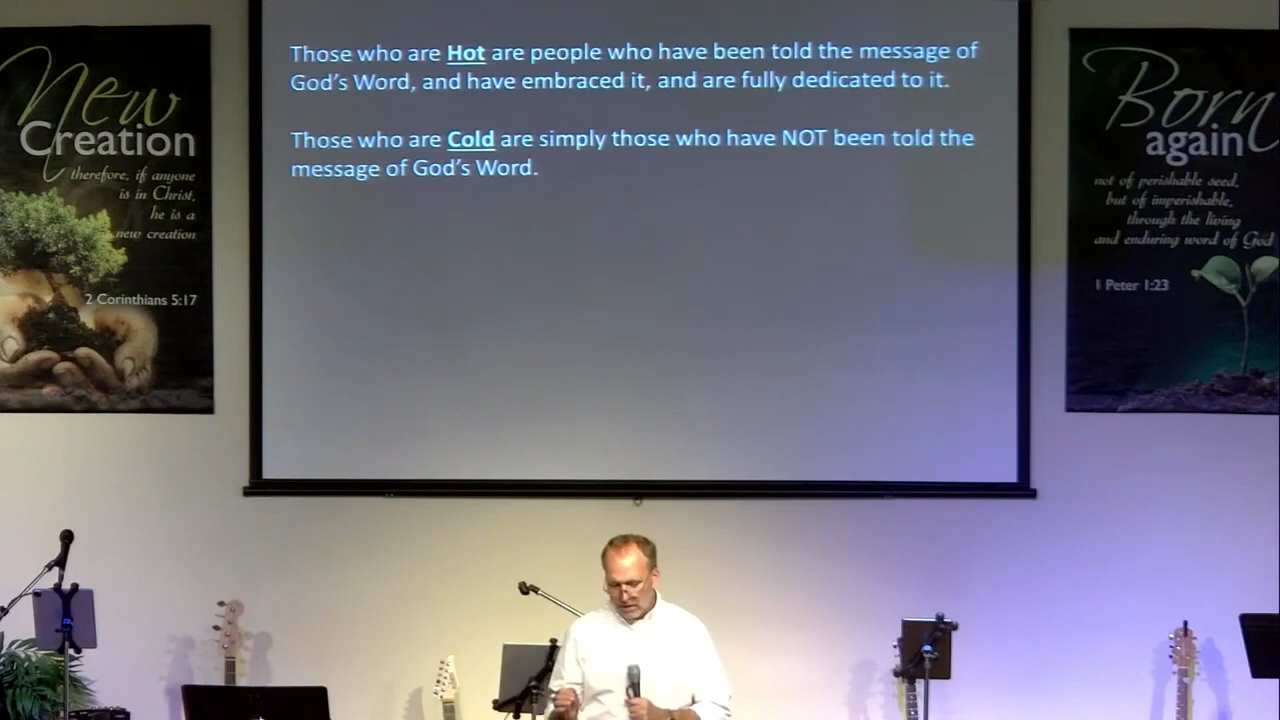 Those who are Hot are people who have been told the message of
God's Word, and have embraced it, and are fully dedicated to it.
Those who are Cold are simply those who have NOT been told the
message of God's Word.
New
Creation
therefore, if anyone
is in Christ,
he is a
new creation
2 Corinthians 5:17
Born
again
not of perishable seed,
but of imperishable,
through the living
and enduring word of God
1 Peter 1:23